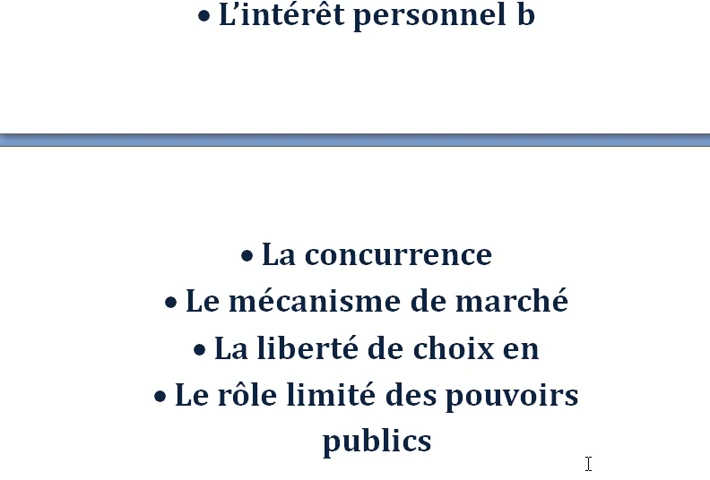 • L’intérêt personnel b
• La concurrence
• Le mécanisme de marché
• La liberté de choix en
• Le rôle limité des pouvoirs
publics